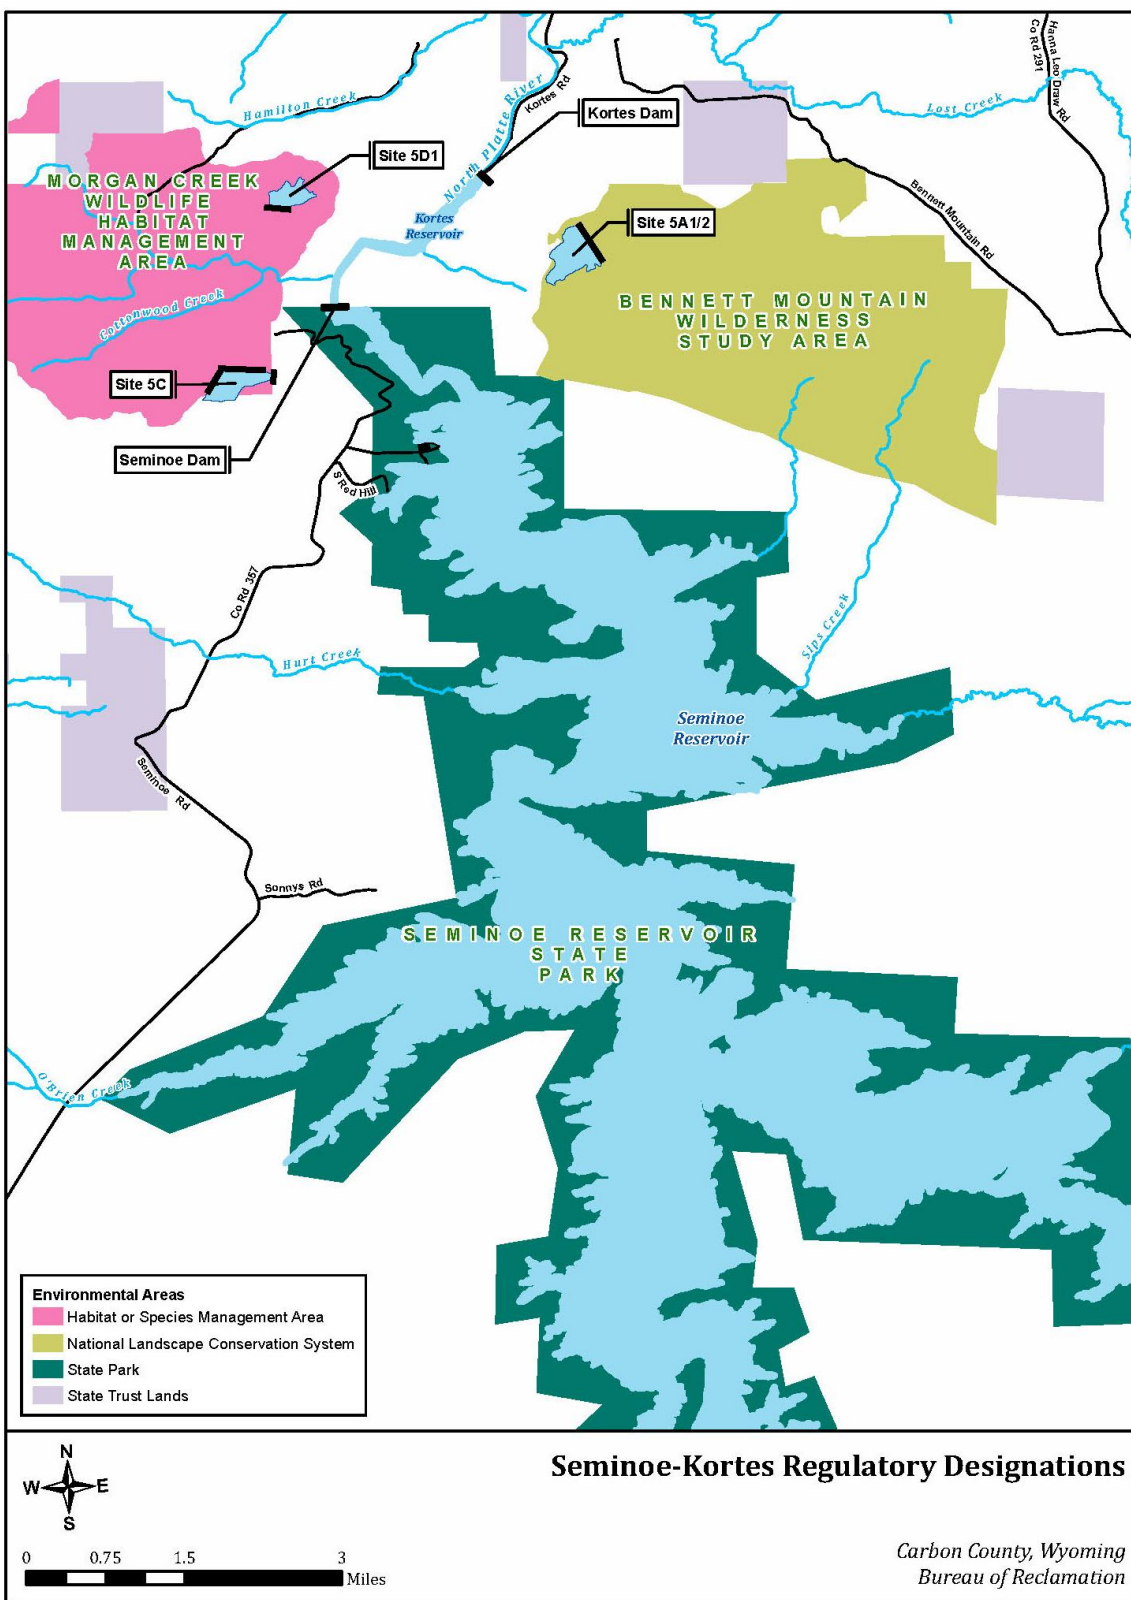 Hamilton Creek
North Platte River
Kortes Rd
Kortes Dam
Hanna Leo Draw Rd
Co Rd 291
Lost Creek
Site 5D1
MORGAN CREEK
WILDLIFE
HABITAT
MANAGEMENT
AREA
Kortes
Reservoir
Site 5A1/2
Bennett Mountain Rd
Cottonwood Creek
BENNETT MOUNTAIN
WILDERNESS
STUDY AREA
Site 5C
Seminoe Dam
S Red Hill
Co Rd 357
Hurt Creek
Sips Creek
Seminoe
Reservoir
Seminoe Rd
Sonnys Rd
SEMINOE RESERVOIR
STATE
PARK
O'Brien Creek
Environmental Areas
Habitat or Species Management Area
National Landscape Conservation System
State Park
State Trust Lands
N
W E
S
0 0.75 1.5 3
Miles
Seminoe-Kortes Regulatory Designations
Carbon County, Wyoming
Bureau of Reclamation